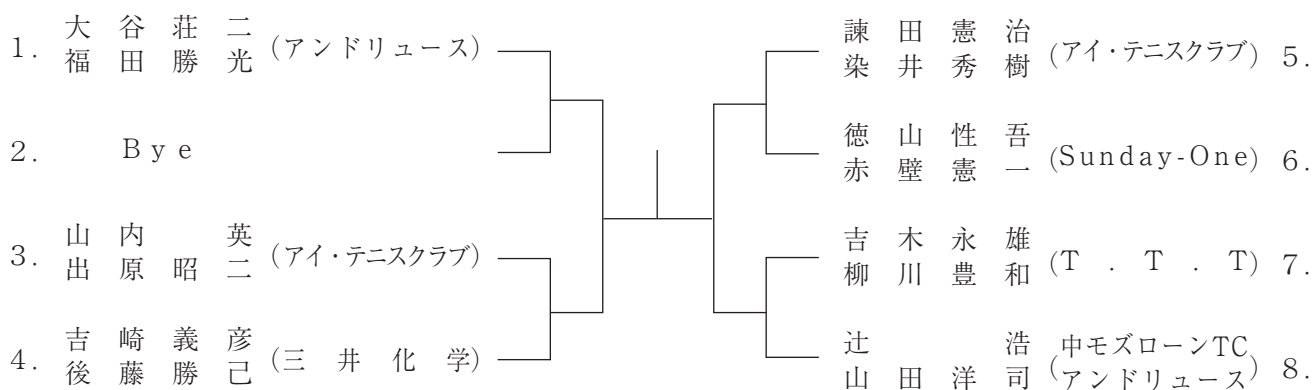 1. 大谷荘二
福田勝光 (アンドリュース)
2. Bye
3. 山内 英
出原昭二 (アイ・テニスクラブ)
4. 吉崎義彦
後藤勝己 (三井化学)
諫田憲治
染井秀樹 (アイ・テニスクラブ) 5.
徳山性吾
赤壁憲一 (Sunday-One) 6.
吉木永雄
柳川豊和 (T.T.T) 7.
辻 浩
山田洋司 (中モズローンTC
アンドリュース) 8.